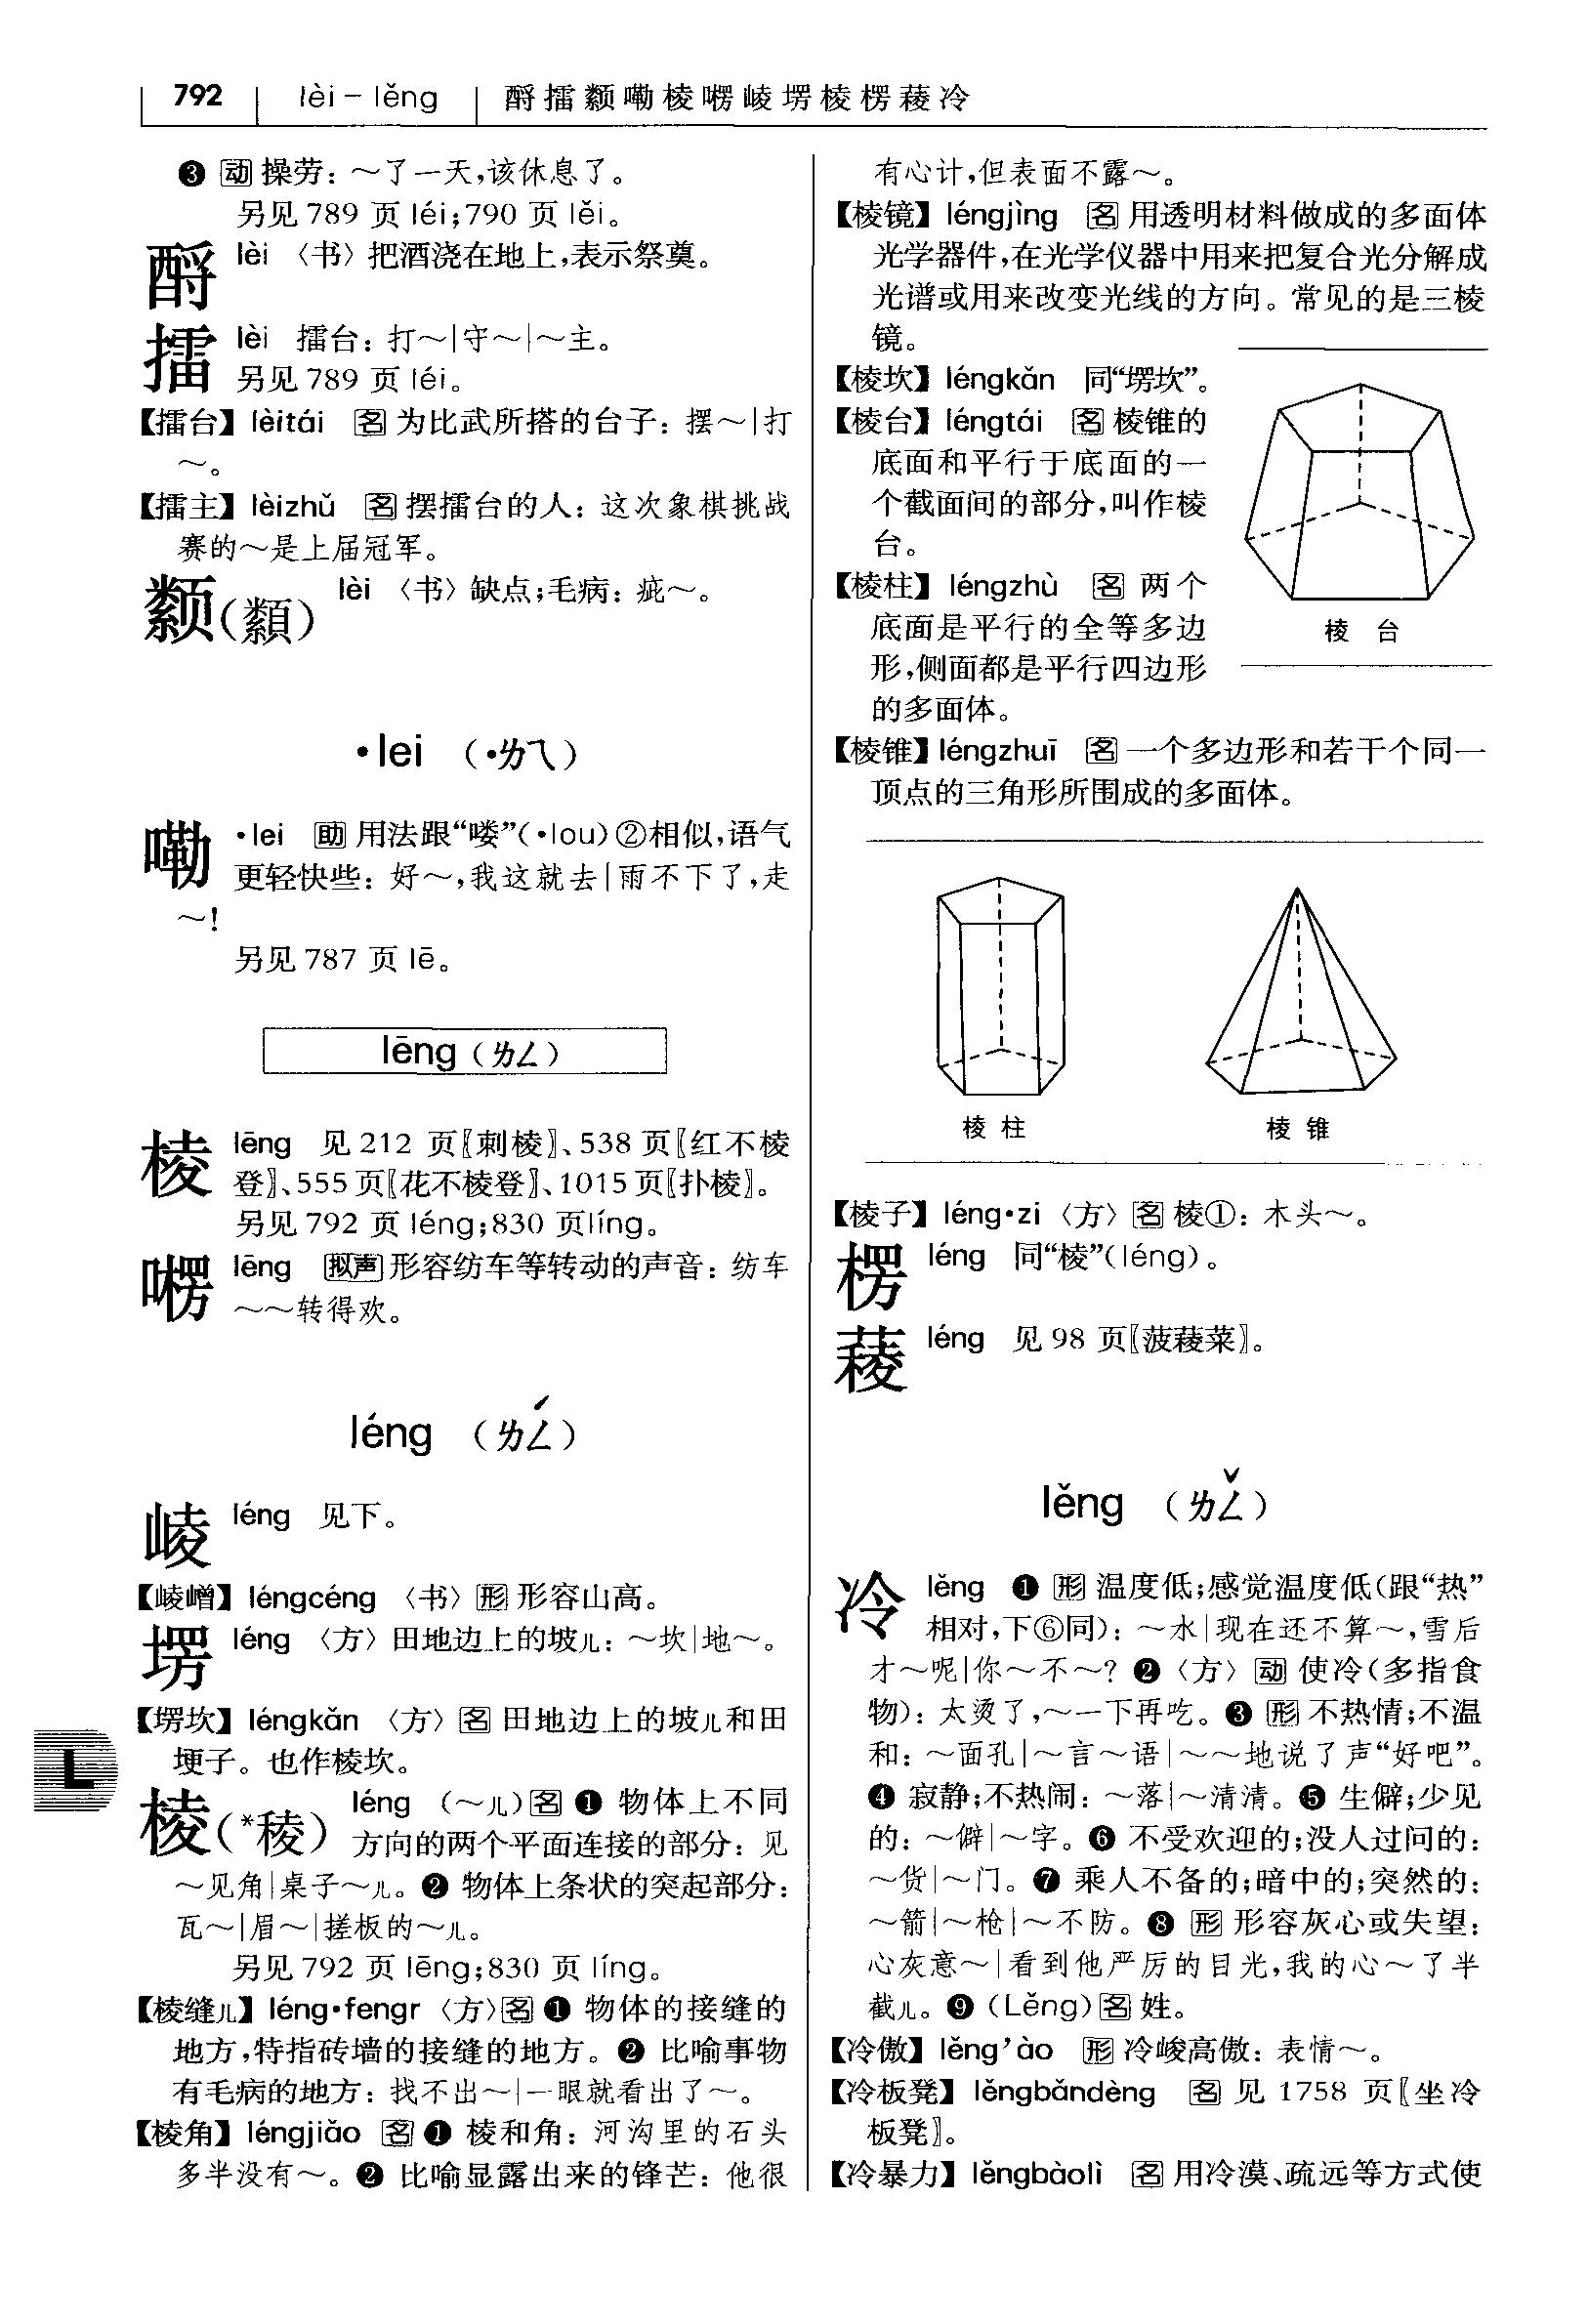 792 lèi－lěng 酹擂颣嘞棱㘄崚塄棱楞薐冷
❸ 动 操劳：～了一天,该休息了。
另见 789 页 léi;790 页 lěi。
酹 lèi 〈书〉把酒浇在地上,表示祭奠。
擂 lèi 擂台：打～|守～|～主。
另见 789 页 léi。
【擂台】lèitái 名 为比武所搭的台子：摆～|打
～。
【擂主】lèizhǔ 名 摆擂台的人：这次象棋挑战
赛的～是上届冠军。
颣(纇) lèi 〈书〉缺点;毛病：疵～。
•lei （•ㄌㄟ）
嘞 •lei 助 用法跟“喽”(•lou)②相似,语气
更轻快些：好～,我这就去|雨不下了,走
～!
另见 787 页 lē。
lēng（ㄌㄥ）
棱 lēng 见 212 页〖刺棱〗、538 页〖红不棱
登〗、555 页〖花不棱登〗、1015 页〖扑棱〗。
另见 792 页 léng;830 页 líng。
㘄 lēng 拟声 形容纺车等转动的声音：纺车
～～转得欢。
léng （ㄌㄥˊ）
崚 léng 见下。
【崚嶒】léngcéng 〈书〉形 形容山高。
塄 léng 〈方〉田地边上的坡儿：～坎|地～。
【塄坎】léngkǎn 〈方〉名 田地边上的坡儿和田
埂子。也作棱坎。
棱(*稜) léng （～儿）名 ❶ 物体上不同
方向的两个平面连接的部分：见
～见角|桌子～儿。❷ 物体上条状的突起部分：
瓦～|眉～|搓板的～儿。
另见 792 页 lēng;830 页 líng。
【棱缝儿】léng•fengr 〈方〉名 ❶ 物体的接缝的
地方,特指砖墙的接缝的地方。❷ 比喻事物
有毛病的地方：找不出～|一眼就看出了～。
【棱角】léngjiǎo 名 ❶ 棱和角：河沟里的石头
多半没有～。❷ 比喻显露出来的锋芒：他很
L
有心计,但表面不露～。
【棱镜】léngjìng 名 用透明材料做成的多面体
光学器件,在光学仪器中用来把复合光分解成
光谱或用来改变光线的方向。常见的是三棱
镜。
【棱坎】léngkǎn 同“塄坎”。
【棱台】léngtái 名 棱锥的
底面和平行于底面的一
个截面间的部分,叫作棱
台。
【棱柱】léngzhù 名 两个
底面是平行的全等多边
形,侧面都是平行四边形
的多面体。
棱 台
【棱锥】léngzhuī 名 一个多边形和若干个同一
顶点的三角形所围成的多面体。
棱 柱 棱 锥
【棱子】léng•zi 〈方〉名 棱①：木头～。
楞 léng 同“棱”(léng)。
薐 léng 见 98 页〖菠薐菜〗。
lěng （ㄌㄥˇ）
冷 lěng ❶ 形 温度低;感觉温度低(跟“热”
相对,下⑥同)：～水|现在还不算～,雪后
才～呢|你～不～? ❷〈方〉动 使冷(多指食
物)：太烫了,～一下再吃。❸ 形 不热情;不温
和：～面孔|～言～语|～～地说了声“好吧”。
❹ 寂静;不热闹：～落|～清清。❺ 生僻;少见
的：～僻|～字。❻ 不受欢迎的;没人过问的：
～货|～门。❼ 乘人不备的;暗中的;突然的：
～箭|～枪|～不防。❽ 形 形容灰心或失望：
心灰意～|看到他严厉的目光,我的心～了半
截儿。❾ (Lěng)名 姓。
【冷傲】lěng’ào 形 冷峻高傲：表情～。
【冷板凳】lěngbǎndèng 名 见 1758 页〖坐冷
板凳〗。
【冷暴力】lěngbàolì 名 用冷漠、疏远等方式使